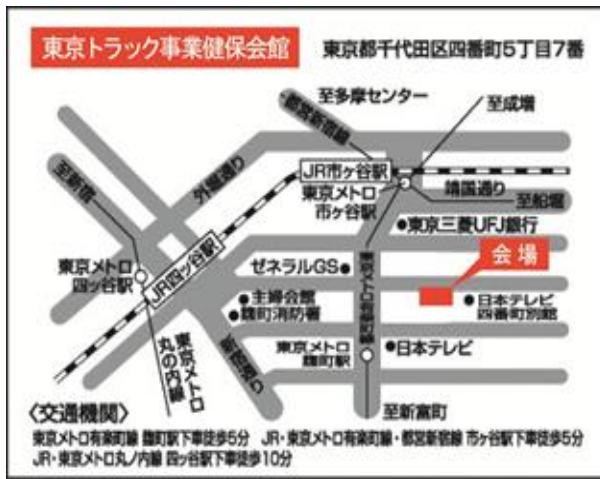 東京トラック事業健保会館
東京都千代田区四番町5丁目7番
至多摩センター
至成増
都営新宿線
至新宿
外堀通り
JR市ヶ谷駅
東京メトロ
市ヶ谷駅
靖国通り
至船堀
●東京三菱UFJ銀行
会場
東京メトロ
四ッ谷駅
JR四ッ谷駅
ゼネラルGS●
●主婦会館
●麹町消防署
●日本テレビ
四番町別館
東京メトロ
丸の内線
新宿通り
東京メトロ
麹町駅
●日本テレビ
至新富町
〈交通機関〉
東京メトロ有楽町線 麹町駅下車徒歩5分 JR・東京メトロ有楽町線・都営新宿線 市ヶ谷駅下車徒歩5分
JR・東京メトロ丸ノ内線 四ッ谷駅下車徒歩10分